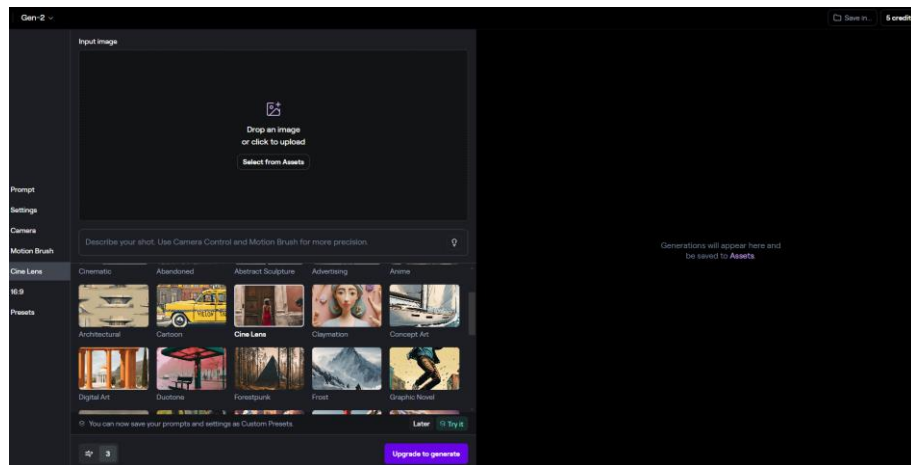 Gen-2
Save in...
5 credit
Input image
Drop an image
or click to upload
Select from Assets
Prompt
Settings
Camera
Motion Brush
Cine Lens
16:9
Presets
Describe your shot. Use Camera Control and Motion Brush for more precision.
Cinematic Abandoned Abstract Sculpture Advertising Anime
Architectural Cartoon Cine Lens Claymation Concept Art
Digital Art Duotone Forestpunk Frost Graphic Novel
You can now save your prompts and settings as Custom Presets. Later Try it
3 Upgrade to generate
Generations will appear here and
be saved to Assets